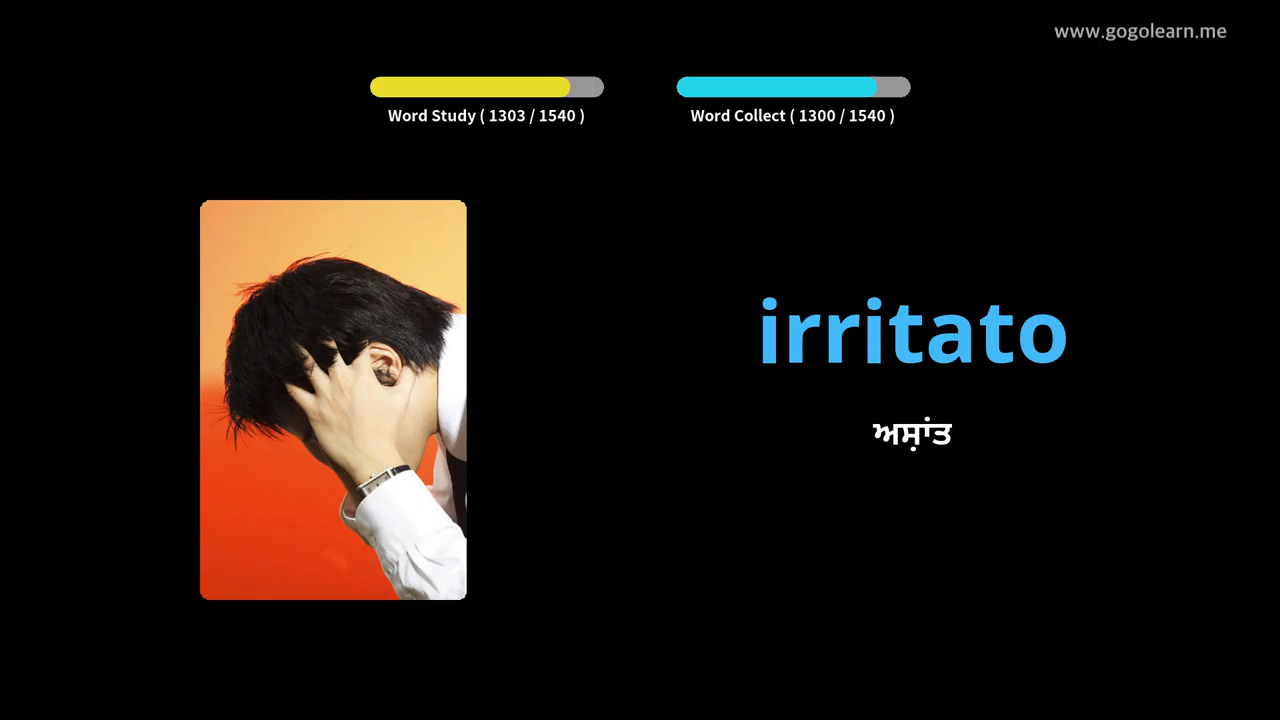 www.gogolearn.me
Word Study ( 1303 / 1540 )
Word Collect ( 1300 / 1540 )
irritato
ਅਸ਼ਾਂਤ